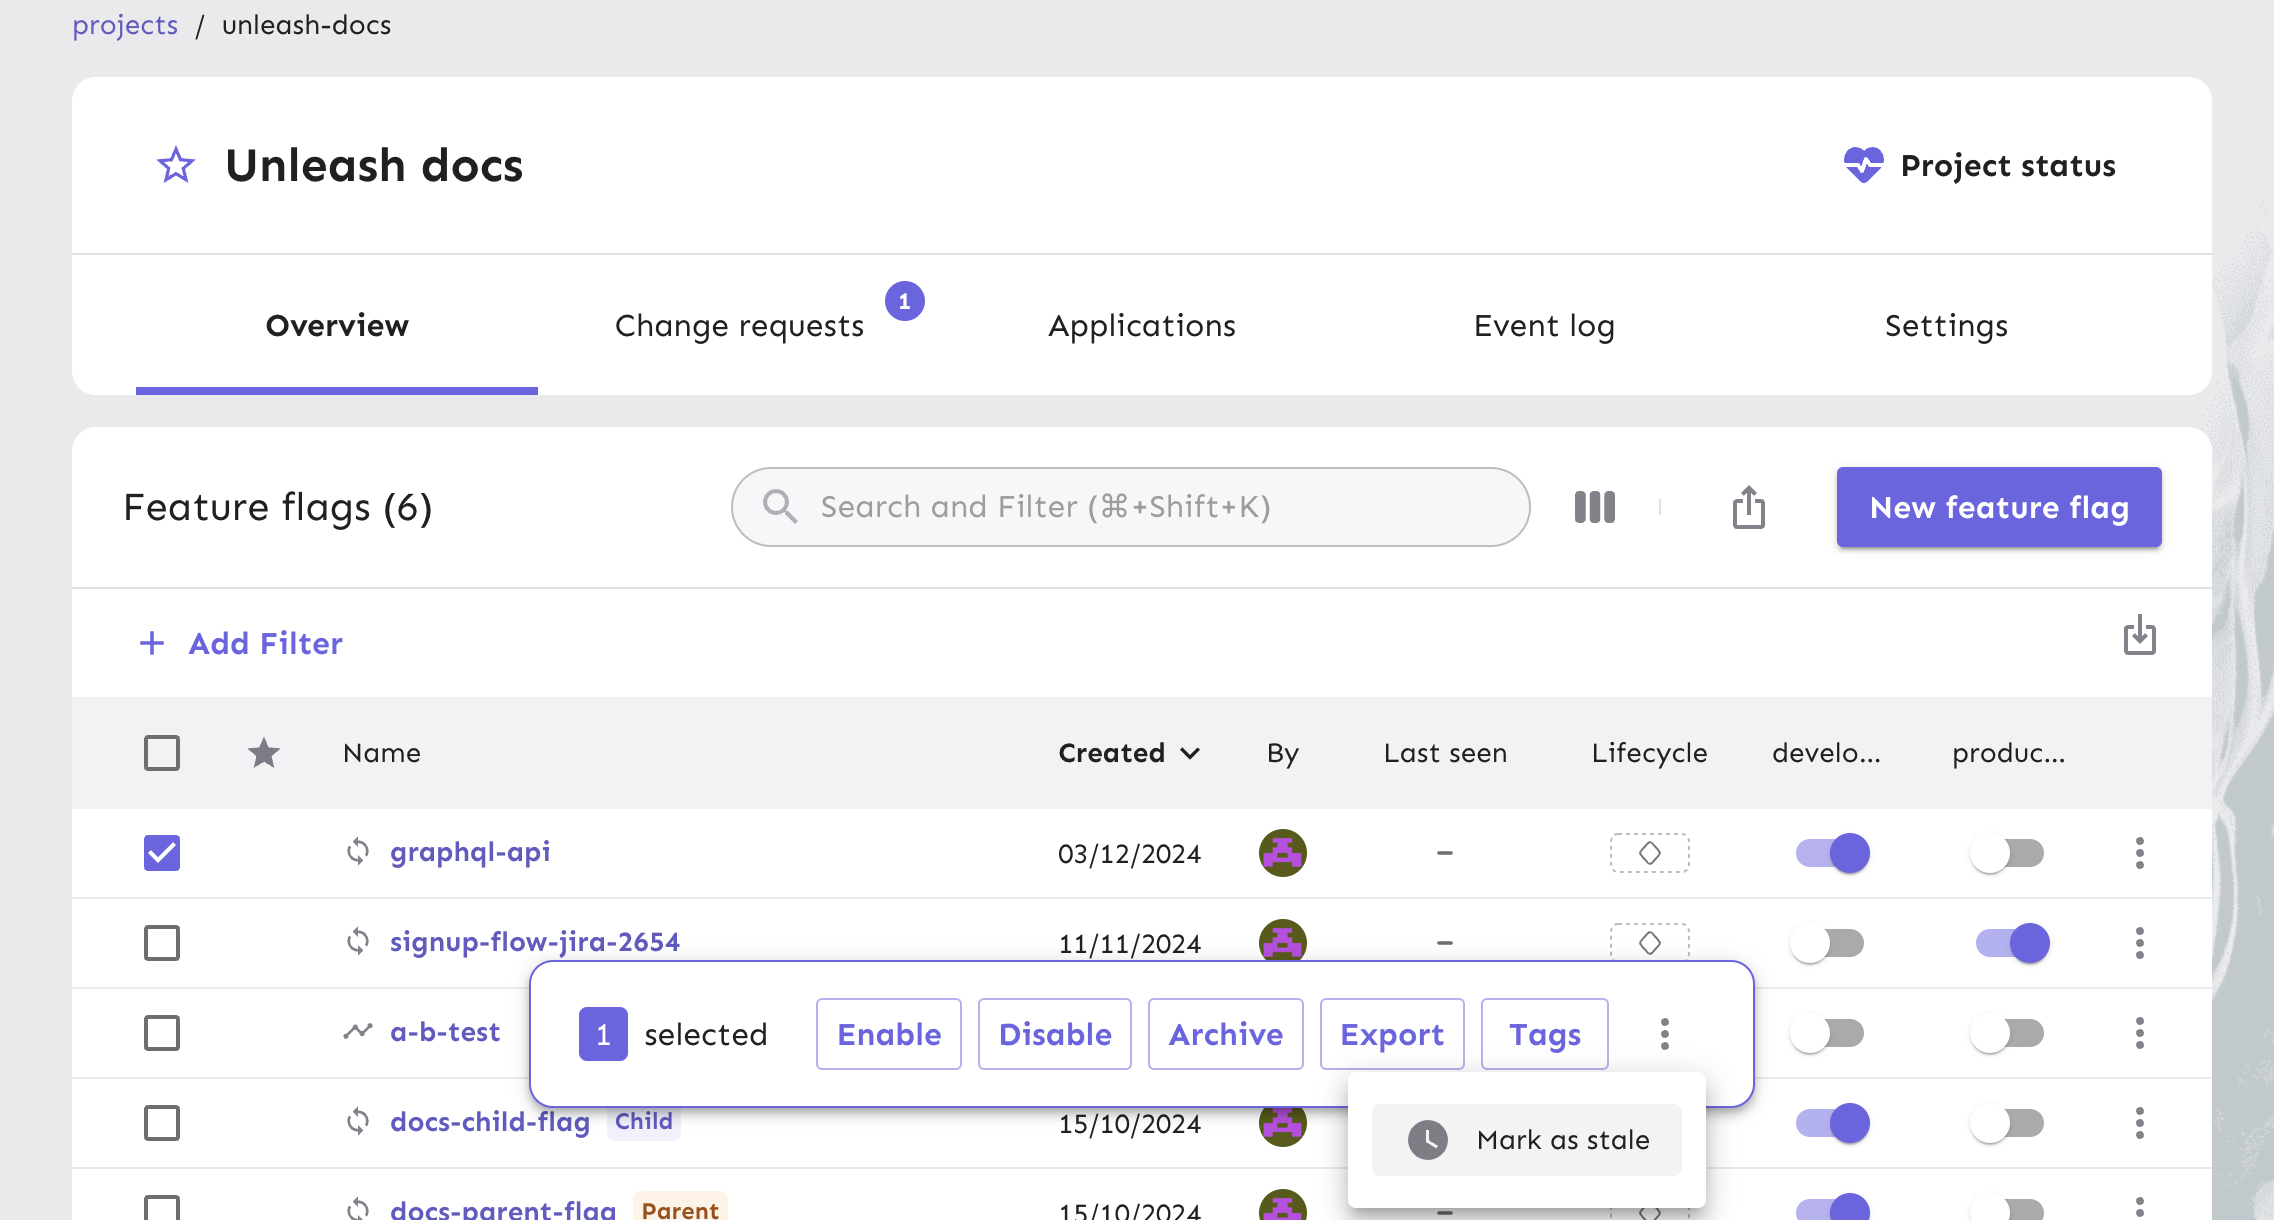 projects / unleash-docs
Unleash docs
Project status
Overview
Change requests
1
Applications
Event log
Settings
Feature flags (6)
Search and Filter (⌘+Shift+K)
New feature flag
+ Add Filter
Name
Created
By
Last seen
Lifecycle
develo...
produc...
graphql-api
03/12/2024
–
signup-flow-jira-2654
11/11/2024
–
a-b-test
1 selected
Enable
Disable
Archive
Export
Tags
docs-child-flag
Child
15/10/2024
Mark as stale
docs-parent-flag
Parent
15/10/2024
–